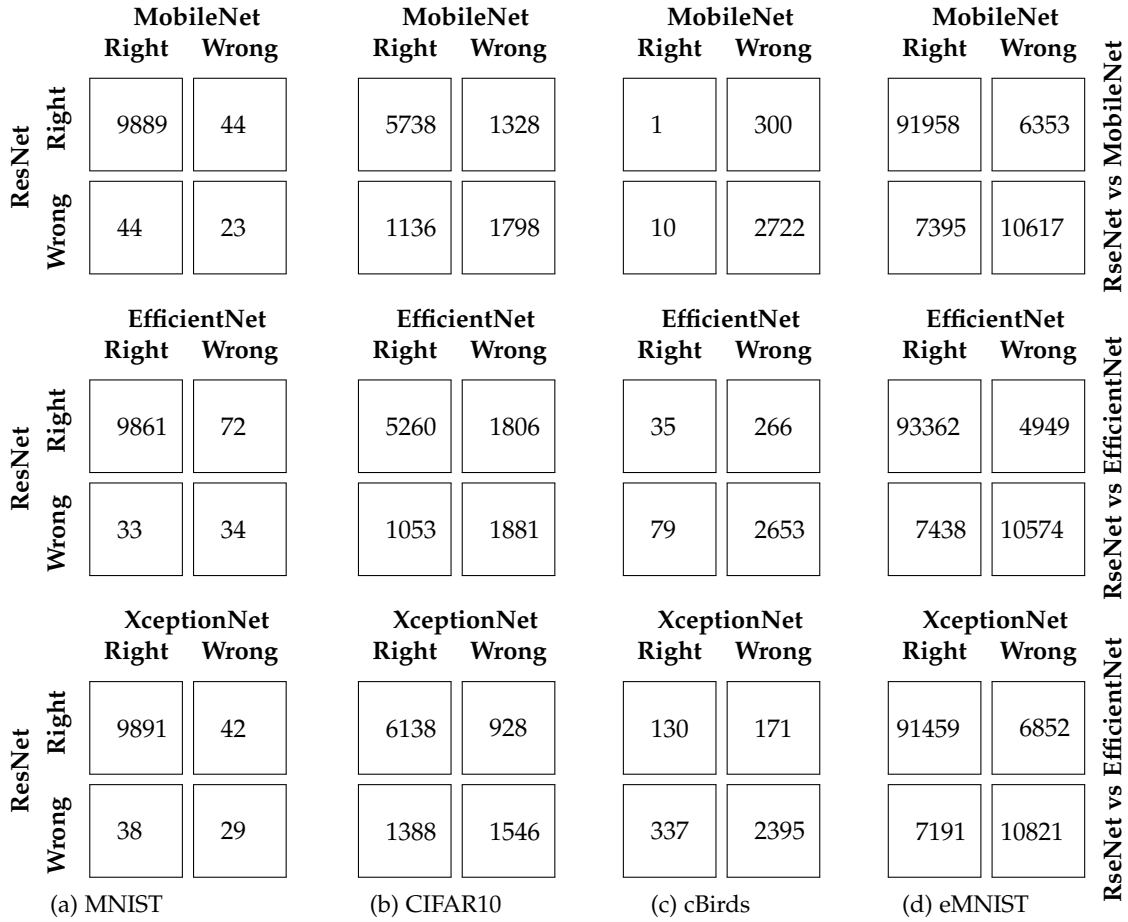 MobileNet MobileNet MobileNet MobileNet
Right Wrong Right Wrong Right Wrong Right Wrong
ResNet
Right
9889 44 5738 1328 1 300 91958 6353
Wrong
44 23 1136 1798 10 2722 7395 10617
RseNet vs MobileNet
EfficientNet EfficientNet EfficientNet EfficientNet
Right Wrong Right Wrong Right Wrong Right Wrong
ResNet
Right
9861 72 5260 1806 35 266 93362 4949
Wrong
33 34 1053 1881 79 2653 7438 10574
RseNet vs EfficientNet
XceptionNet XceptionNet XceptionNet XceptionNet
Right Wrong Right Wrong Right Wrong Right Wrong
ResNet
Right
9891 42 6138 928 130 171 91459 6852
Wrong
38 29 1388 1546 337 2395 7191 10821
RseNet vs EfficientNet
(a) MNIST (b) CIFAR10 (c) cBirds (d) eMNIST